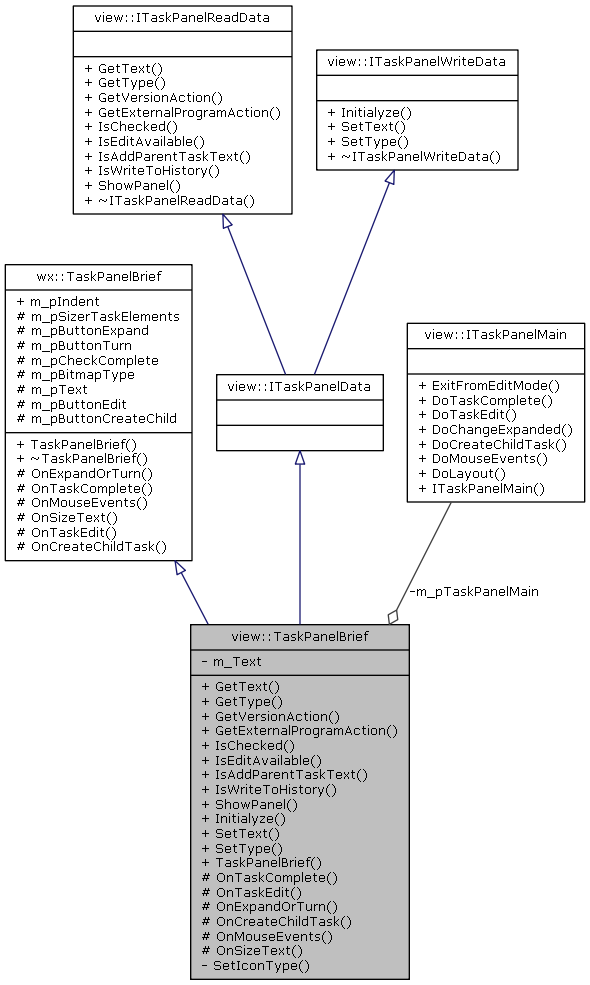 view::ITaskPanelReadData
+ GetText()
+ GetType()
+ GetVersionAction()
+ GetExternalProgramAction()
+ IsChecked()
+ IsEditAvailable()
+ IsAddParentTaskText()
+ IsWriteToHistory()
+ ShowPanel()
+ ~ITaskPanelReadData()
view::ITaskPanelWriteData
+ Initialyze()
+ SetText()
+ SetType()
+ ~ITaskPanelWriteData()
wx::TaskPanelBrief
+ m_pIndent
# m_pSizerTaskElements
# m_pButtonExpand
# m_pButtonTurn
# m_pCheckComplete
# m_pBitmapType
# m_pText
# m_pButtonEdit
# m_pButtonCreateChild
+ TaskPanelBrief()
+ ~TaskPanelBrief()
# OnExpandOrTurn()
# OnTaskComplete()
# OnMouseEvents()
# OnSizeText()
# OnTaskEdit()
# OnCreateChildTask()
view::ITaskPanelData
view::ITaskPanelMain
+ ExitFromEditMode()
+ DoTaskComplete()
+ DoTaskEdit()
+ DoChangeExpanded()
+ DoCreateChildTask()
+ DoMouseEvents()
+ DoLayout()
+ ITaskPanelMain()
-m_pTaskPanelMain
view::TaskPanelBrief
- m_Text
+ GetText()
+ GetType()
+ GetVersionAction()
+ GetExternalProgramAction()
+ IsChecked()
+ IsEditAvailable()
+ IsAddParentTaskText()
+ IsWriteToHistory()
+ ShowPanel()
+ Initialyze()
+ SetText()
+ SetType()
+ TaskPanelBrief()
# OnTaskComplete()
# OnTaskEdit()
# OnExpandOrTurn()
# OnCreateChildTask()
# OnMouseEvents()
# OnSizeText()
- SetIconType()